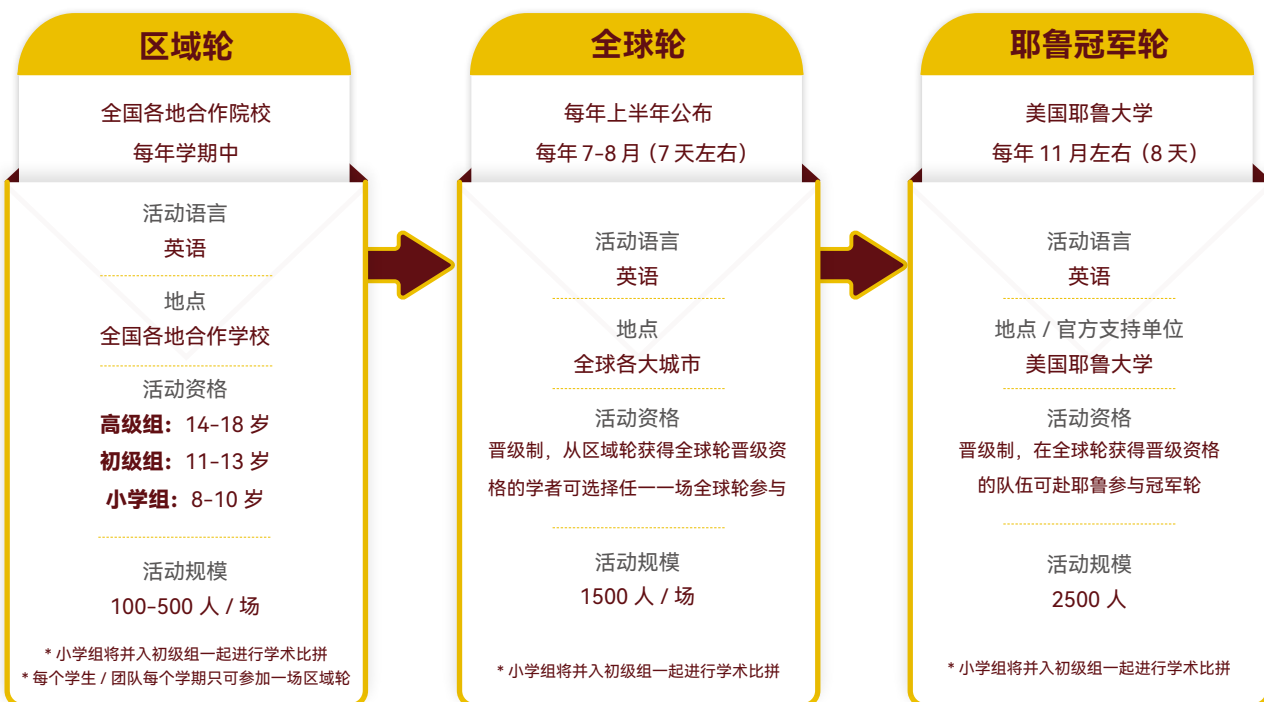 区域轮
全国各地合作院校
每年学期中
活动语言
英语
地点
全国各地合作学校
活动资格
高级组：14-18 岁
初级组：11-13 岁
小学组：8-10 岁
活动规模
100-500 人 / 场
* 小学组将并入初级组一起进行学术比拼
* 每个学生 / 团队每个学期只可参加一场区域轮
全球轮
每年上半年公布
每年 7-8 月（7 天左右）
活动语言
英语
地点
全球各大城市
活动资格
晋级制，从区域轮获得全球轮晋级资
格的学者可选择任一一场全球轮参与
活动规模
1500 人 / 场
* 小学组将并入初级组一起进行学术比拼
耶鲁冠军轮
美国耶鲁大学
每年 11 月左右（8 天）
活动语言
英语
地点 / 官方支持单位
美国耶鲁大学
活动资格
晋级制，在全球轮获得晋级资格
的队伍可赴耶鲁参与冠军轮
活动规模
2500 人
* 小学组将并入初级组一起进行学术比拼